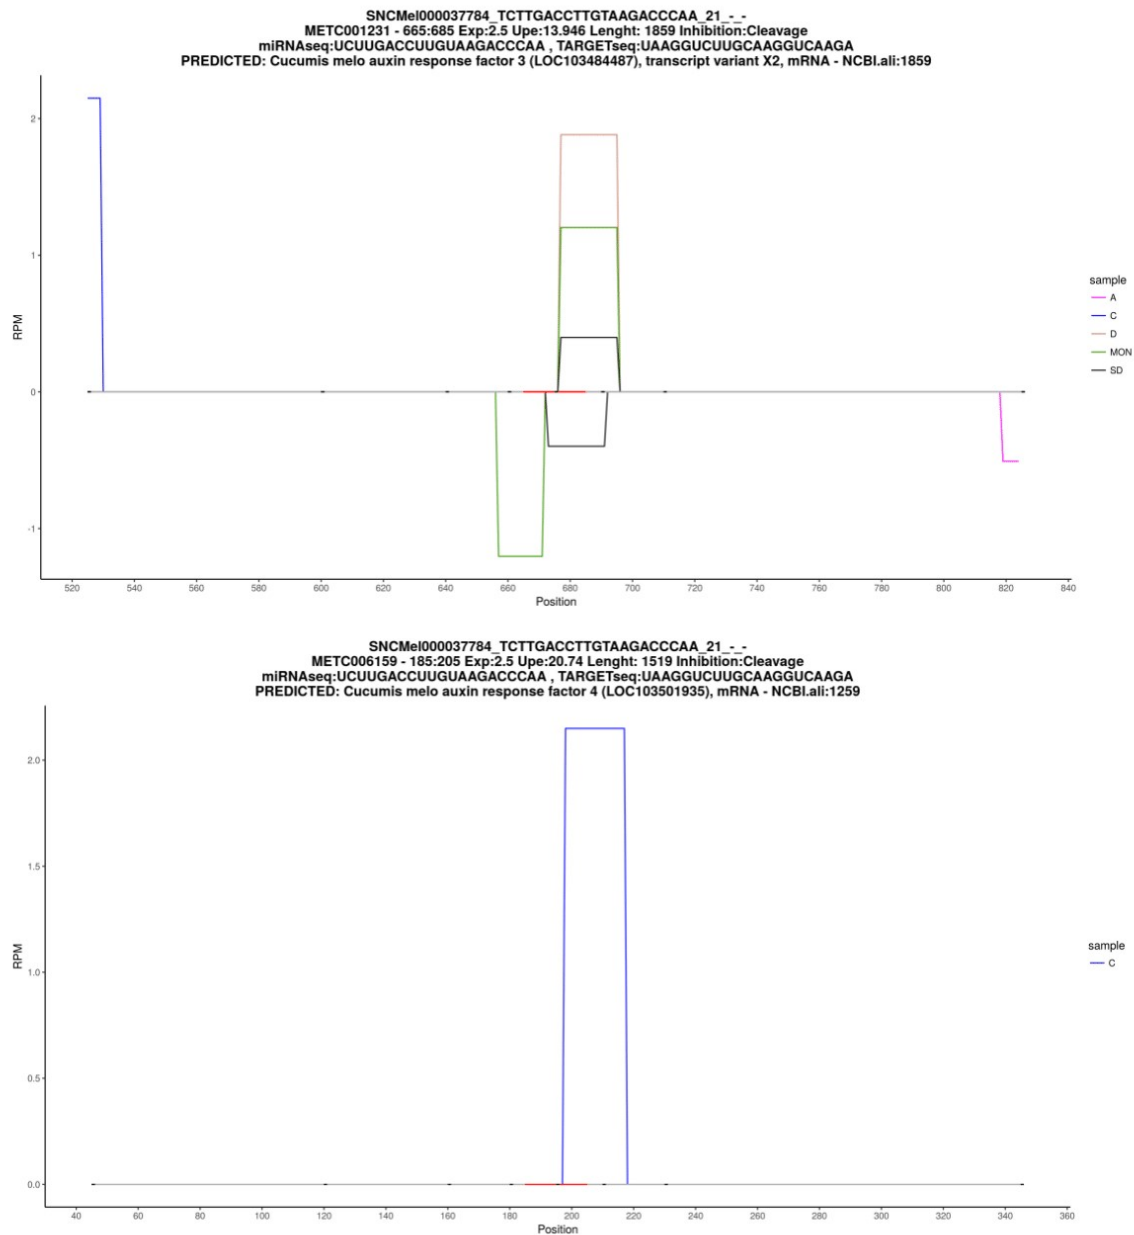 SNCMel000037784_TCTTGACCTTGTAAGACCCAA_21_-_-
METC001231 - 665:685 Exp:2.5 Upe:13.946 Lenght: 1859 Inhibition:Cleavage
miRNAseq:UCUUGACCUUGUAAGACCCAA , TARGETseq:UAAGGUCUUGCAAGGUCAAGA
PREDICTED: Cucumis melo auxin response factor 3 (LOC103484487), transcript variant X2, mRNA - NCBI.ali:1859
2
1
0
-1
RPM
520 540 560 580 600 620 640 660 680 700 720 740 760 780 800 820 840
Position
sample
A
C
D
MON
SD
SNCMel000037784_TCTTGACCTTGTAAGACCCAA_21_-_-
METC006159 - 185:205 Exp:2.5 Upe:20.74 Lenght: 1519 Inhibition:Cleavage
miRNAseq:UCUUGACCUUGUAAGACCCAA , TARGETseq:UAAGGUCUUGCAAGGUCAAGA
PREDICTED: Cucumis melo auxin response factor 4 (LOC103501935), mRNA - NCBI.ali:1259
2.0
1.5
1.0
0.5
0.0
RPM
40 60 80 100 120 140 160 180 200 220 240 260 280 300 320 340 360
Position
sample
C